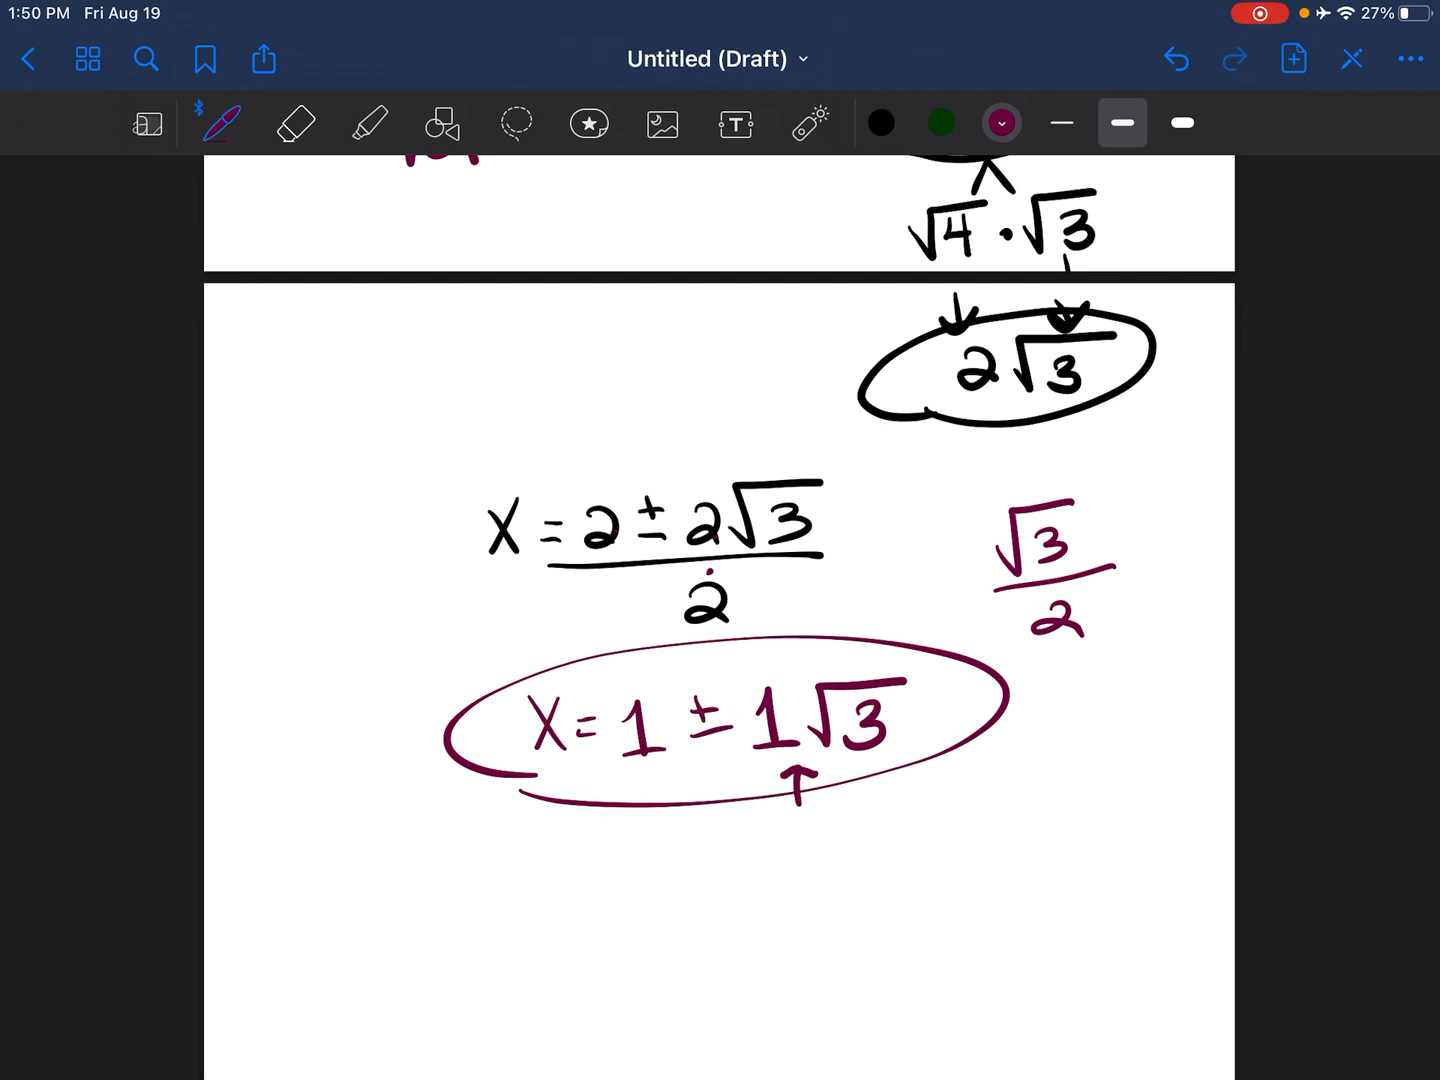 1:50 PM Fri Aug 19
27%
Untitled (Draft)
√4 · √3
2√3
X = 2 ± 2√3
2
√3
2
X = 1 ± 1√3